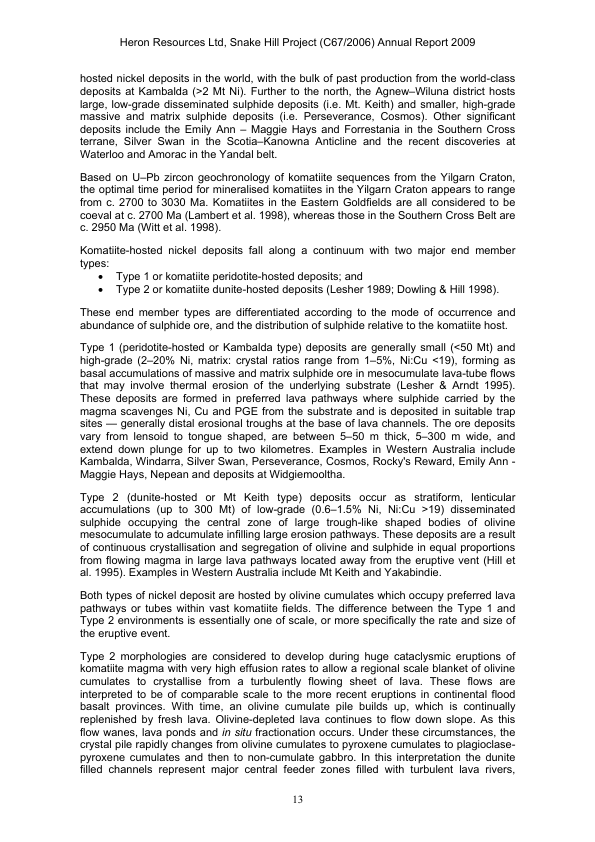 Heron Resources Ltd, Snake Hill Project (C67/2006) Annual Report 2009
hosted nickel deposits in the world, with the bulk of past production from the world-class
deposits at Kambalda (>2 Mt Ni). Further to the north, the Agnew–Wiluna district hosts
large, low-grade disseminated sulphide deposits (i.e. Mt. Keith) and smaller, high-grade
massive and matrix sulphide deposits (i.e. Perseverance, Cosmos). Other significant
deposits include the Emily Ann – Maggie Hays and Forrestania in the Southern Cross
terrane, Silver Swan in the Scotia–Kanowna Anticline and the recent discoveries at
Waterloo and Amorac in the Yandal belt.
Based on U–Pb zircon geochronology of komatiite sequences from the Yilgarn Craton,
the optimal time period for mineralised komatiites in the Yilgarn Craton appears to range
from c. 2700 to 3030 Ma. Komatiites in the Eastern Goldfields are all considered to be
coeval at c. 2700 Ma (Lambert et al. 1998), whereas those in the Southern Cross Belt are
c. 2950 Ma (Witt et al. 1998).
Komatiite-hosted nickel deposits fall along a continuum with two major end member
types:
• Type 1 or komatiite peridotite-hosted deposits; and
• Type 2 or komatiite dunite-hosted deposits (Lesher 1989; Dowling & Hill 1998).
These end member types are differentiated according to the mode of occurrence and
abundance of sulphide ore, and the distribution of sulphide relative to the komatiite host.
Type 1 (peridotite-hosted or Kambalda type) deposits are generally small (<50 Mt) and
high-grade (2–20% Ni, matrix: crystal ratios range from 1–5%, Ni:Cu <19), forming as
basal accumulations of massive and matrix sulphide ore in mesocumulate lava-tube flows
that may involve thermal erosion of the underlying substrate (Lesher & Arndt 1995).
These deposits are formed in preferred lava pathways where sulphide carried by the
magma scavenges Ni, Cu and PGE from the substrate and is deposited in suitable trap
sites — generally distal erosional troughs at the base of lava channels. The ore deposits
vary from lensoid to tongue shaped, are between 5–50 m thick, 5–300 m wide, and
extend down plunge for up to two kilometres. Examples in Western Australia include
Kambalda, Windarra, Silver Swan, Perseverance, Cosmos, Rocky's Reward, Emily Ann -
Maggie Hays, Nepean and deposits at Widgiemooltha.
Type 2 (dunite-hosted or Mt Keith type) deposits occur as stratiform, lenticular
accumulations (up to 300 Mt) of low-grade (0.6–1.5% Ni, Ni:Cu >19) disseminated
sulphide occupying the central zone of large trough-like shaped bodies of olivine
mesocumulate to adcumulate infilling large erosion pathways. These deposits are a result
of continuous crystallisation and segregation of olivine and sulphide in equal proportions
from flowing magma in large lava pathways located away from the eruptive vent (Hill et
al. 1995). Examples in Western Australia include Mt Keith and Yakabindie.
Both types of nickel deposit are hosted by olivine cumulates which occupy preferred lava
pathways or tubes within vast komatiite fields. The difference between the Type 1 and
Type 2 environments is essentially one of scale, or more specifically the rate and size of
the eruptive event.
Type 2 morphologies are considered to develop during huge cataclysmic eruptions of
komatiite magma with very high effusion rates to allow a regional scale blanket of olivine
cumulates to crystallise from a turbulently flowing sheet of lava. These flows are
interpreted to be of comparable scale to the more recent eruptions in continental flood
basalt provinces. With time, an olivine cumulate pile builds up, which is continually
replenished by fresh lava. Olivine-depleted lava continues to flow down slope. As this
flow wanes, lava ponds and in situ fractionation occurs. Under these circumstances, the
crystal pile rapidly changes from olivine cumulates to pyroxene cumulates to plagioclase-
pyroxene cumulates and then to non-cumulate gabbro. In this interpretation the dunite
filled channels represent major central feeder zones filled with turbulent lava rivers,
13